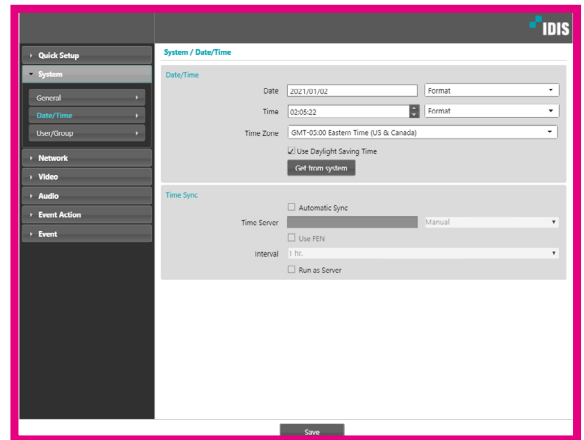 IDIS
Quick Setup
System
General
Date/Time
User/Group
Network
Video
Audio
Event Action
Event
System / Date/Time
Date/Time
Date 2021/01/02 Format
Time 02:05:22 Format
Time Zone GMT-05:00 Eastern Time (US & Canada)
Use Daylight Saving Time
Get from system
Time Sync
Automatic Sync
Time Server Manual
Use FEN
Interval 1 hr.
Run as Server
Save